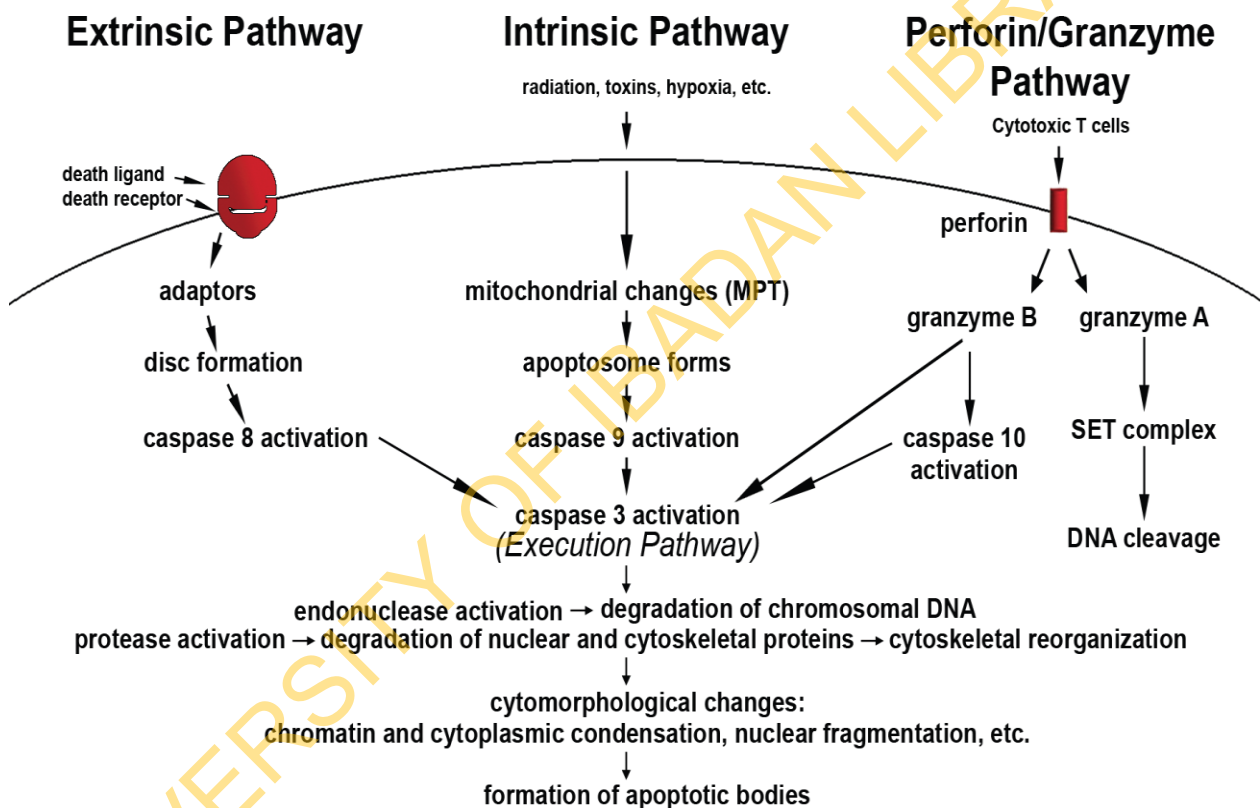 Extrinsic Pathway
Intrinsic Pathway
Perforin/Granzyme
Pathway
radiation, toxins, hypoxia, etc.
Cytotoxic T cells
death ligand
death receptor
perforin
adaptors
mitochondrial changes (MPT)
granzyme B
granzyme A
disc formation
apoptosome forms
caspase 8 activation
caspase 9 activation
caspase 10
activation
SET complex
caspase 3 activation
(Execution Pathway)
DNA cleavage
endonuclease activation → degradation of chromosomal DNA
protease activation → degradation of nuclear and cytoskeletal proteins → cytoskeletal reorganization
cytomorphological changes:
chromatin and cytoplasmic condensation, nuclear fragmentation, etc.
formation of apoptotic bodies
VERSITY OF IBADAN LIBRA